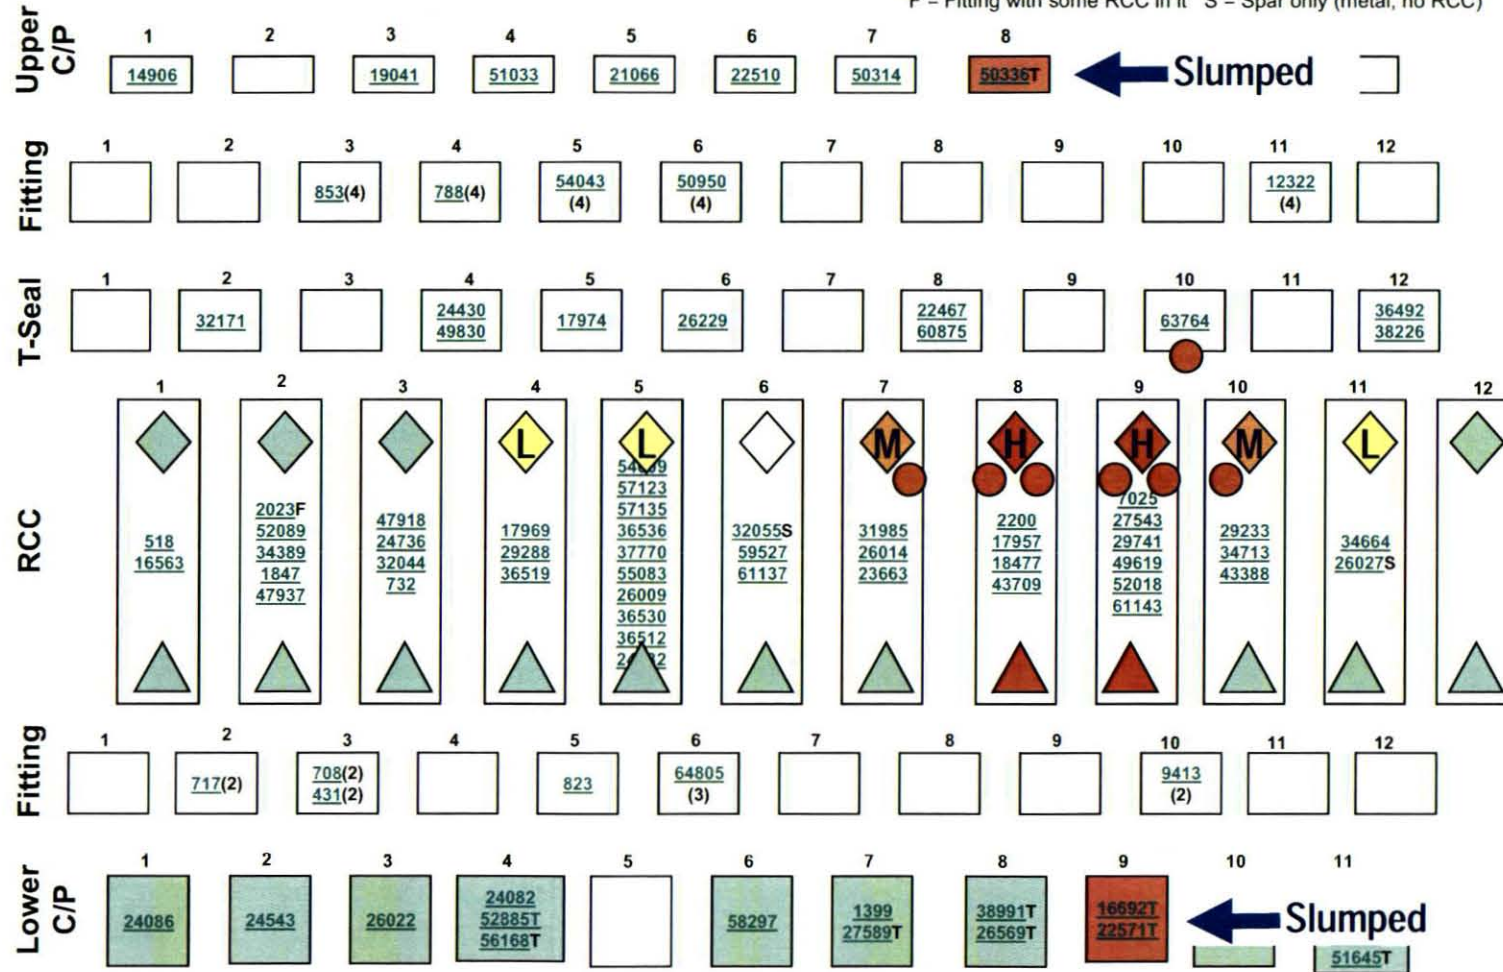 F = Fitting with some RCC in it S = Spar only (metal, no RCC)
Upper C/P
1 2 3 4 5 6 7 8
14906 19041 51033 21066 22510 50314 50336T Slumped
Fitting
1 2 3 4 5 6 7 8 9 10 11 12
853(4) 788(4) 54043 (4) 50950 (4) 12322 (4)
T-Seal
1 2 3 4 5 6 7 8 9 10 11 12
32171 24430 17974 26229 22467 63764 36492
49830 60875 38226
RCC
1 2 3 4 5 6 7 8 9 10 11 12
L L M H H M L
518
16563
2023F
52089
34389
1847
47937
47918
24736
32044
732
17969
29288
36519
57123
57135
36536
37770
55083
26009
36530
36512
32055S
59527
61137
31985
26014
23663
2200
17957
18477
43709
7025
27543
29741
49619
52018
61143
29233
34713
43388
34664
26027S
Fitting
1 2 3 4 5 6 7 8 9 10 11 12
717(2) 708(2) 823 64805 (3) 9413 (2)
431(2)
Lower C/P
1 2 3 4 5 6 7 8 9 10 11
24086
24543
26022
24082
52885T
56168T
58297
1399
27589T
38991T
26569T
16692T
22571T
Slumped
51645T